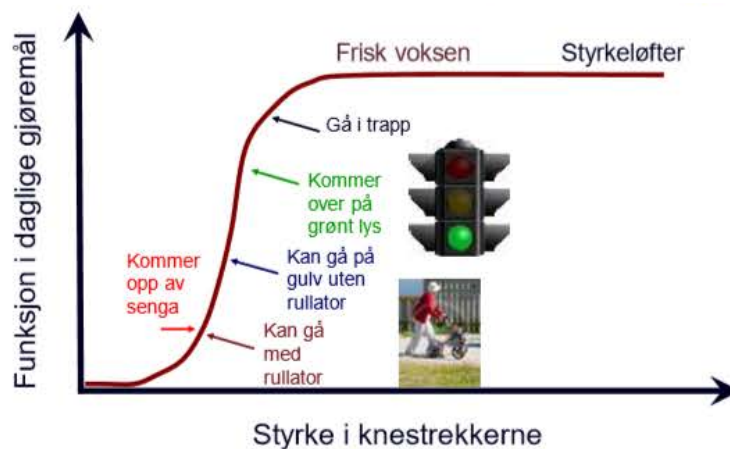 Frisk voksen
Styrkeløfter
Gå i trapp
Kommer
over på
grønt lys
Kan gå på
gulv uten
rullator
Kommer
opp av
senga
Kan gå
med
rullator
Funksjon i daglige gjøremål
Styrke i knestrekkerne